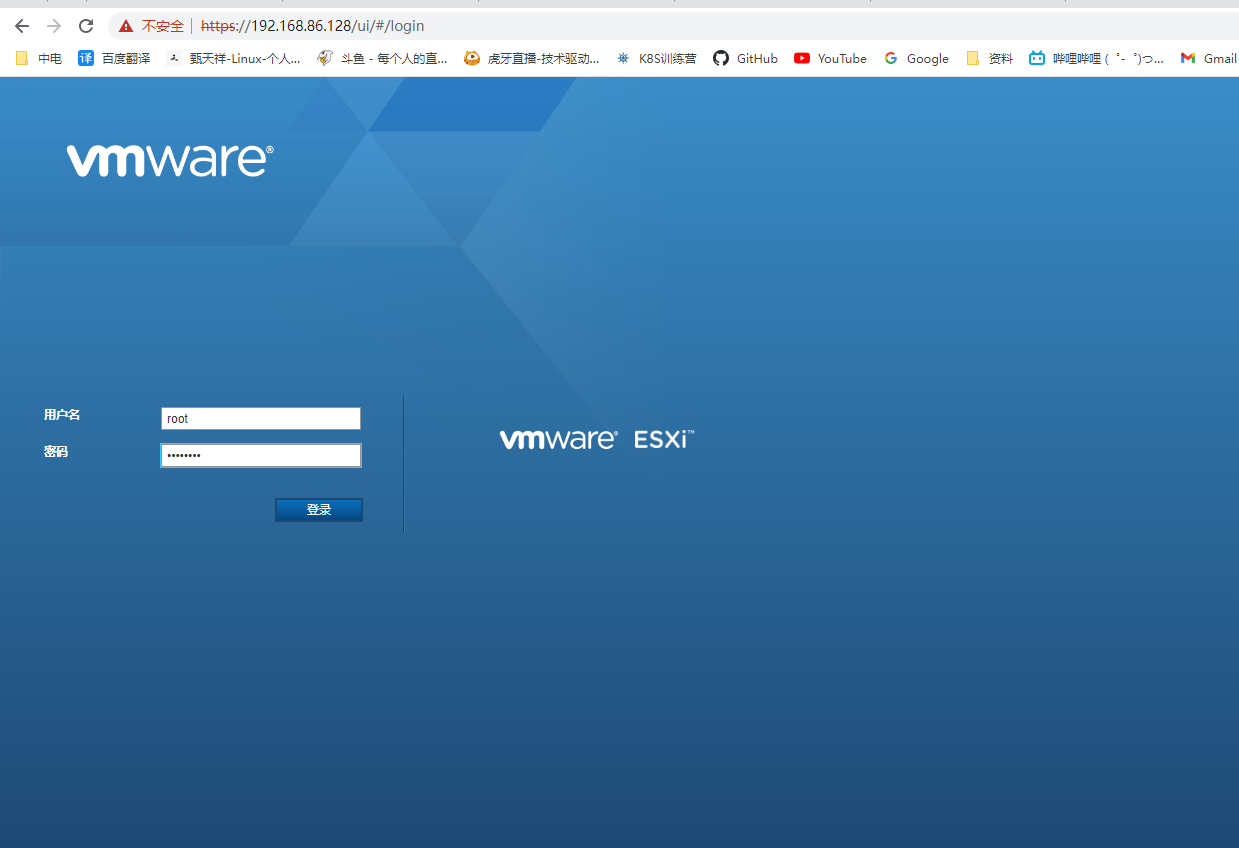 不安全 https://192.168.86.128/ui/#/login
中电 译 百度翻译 甄天祥-Linux-个人... 斗鱼 - 每个人的直... 虎牙直播-技术驱动... K8S训练营 GitHub YouTube Google 资料 哔哩哔哩 (゜-゜)つ... Gmail
vmware®
用户名 root
密码 ••••••••
登录
vmware® ESXi™